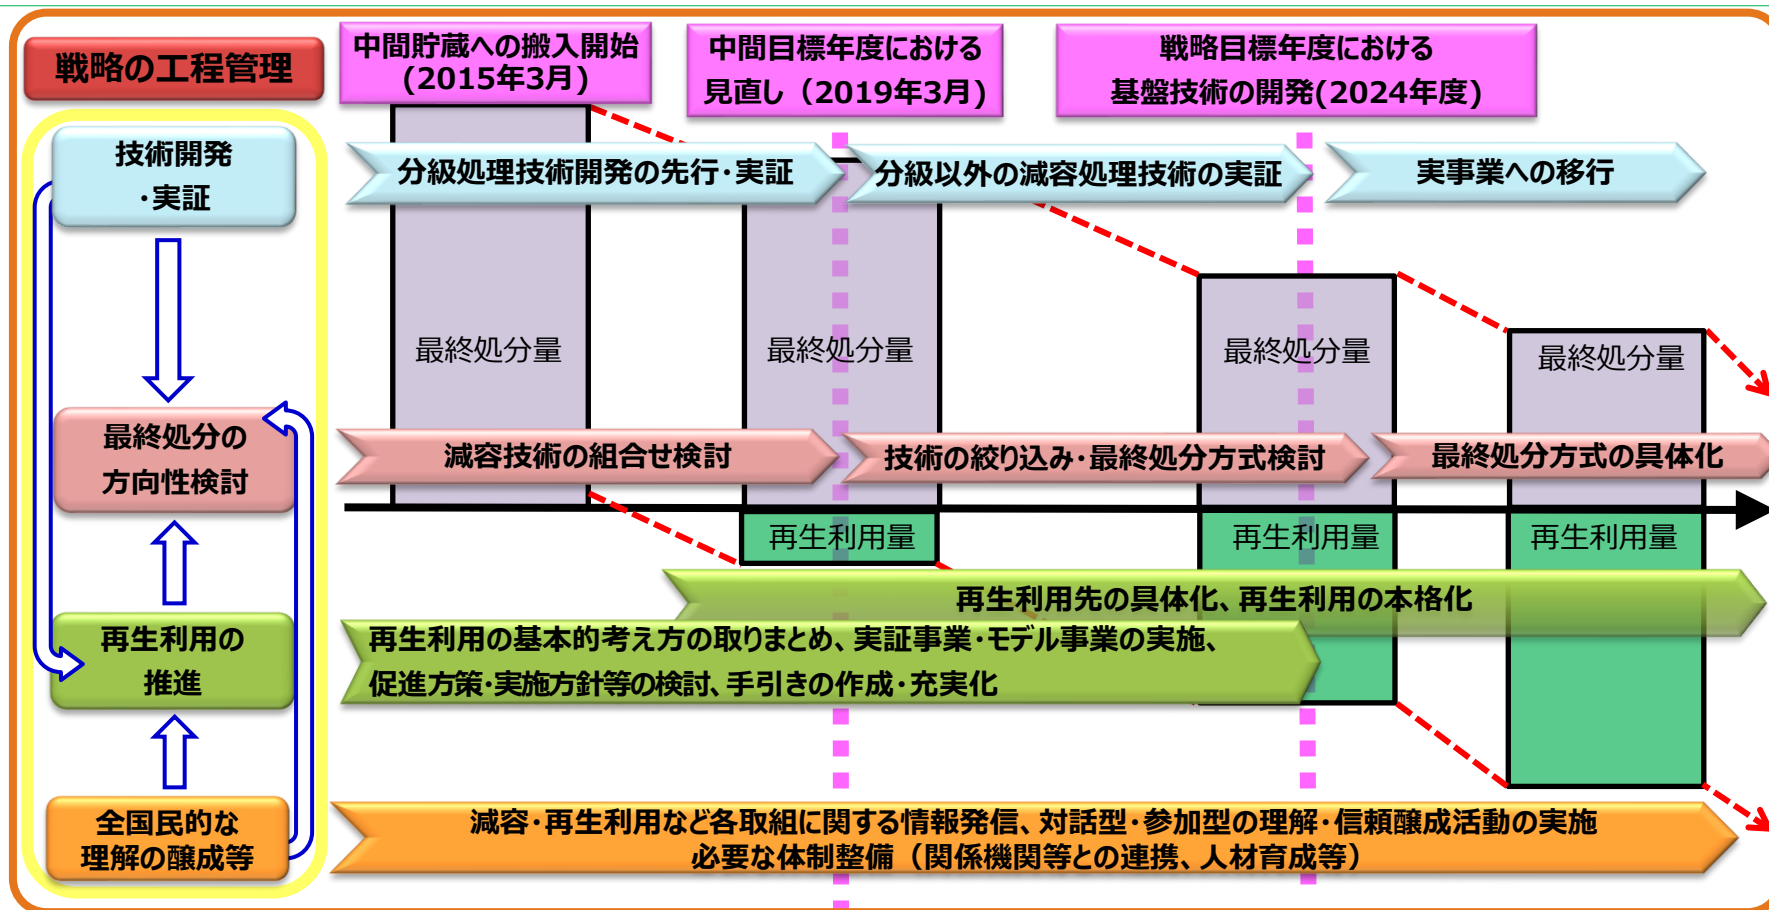 戦略の工程管理
中間貯蔵への搬入開始
(2015年3月)
中間目標年度における
見直し（2019年3月)
戦略目標年度における
基盤技術の開発(2024年度)
技術開発
・実証
分級処理技術開発の先行・実証
分級以外の減容処理技術の実証
実事業への移行
最終処分量
最終処分量
最終処分量
最終処分量
最終処分の
方向性検討
減容技術の組合せ検討
技術の絞り込み・最終処分方式検討
最終処分方式の具体化
再生利用量
再生利用量
再生利用量
再生利用の
推進
再生利用先の具体化、再生利用の本格化
再生利用の基本的考え方の取りまとめ、実証事業・モデル事業の実施、
促進方策・実施方針等の検討、手引きの作成・充実化
全国民的な
理解の醸成等
減容・再生利用など各取組に関する情報発信、対話型・参加型の理解・信頼醸成活動の実施
必要な体制整備（関係機関等との連携、人材育成等）